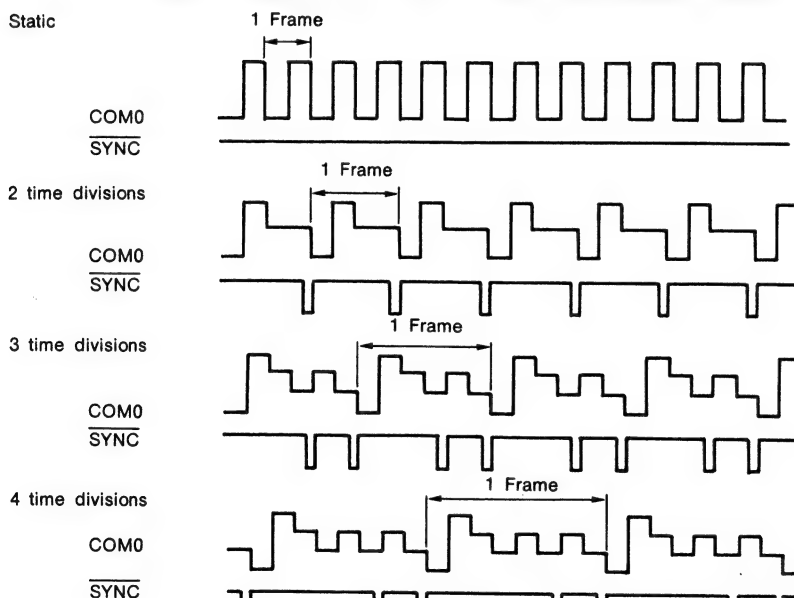 Static
1 Frame
COM0
SYNC
1 Frame
2 time divisions
COM0
SYNC
1 Frame
3 time divisions
COM0
SYNC
1 Frame
4 time divisions
COM0
SYNC